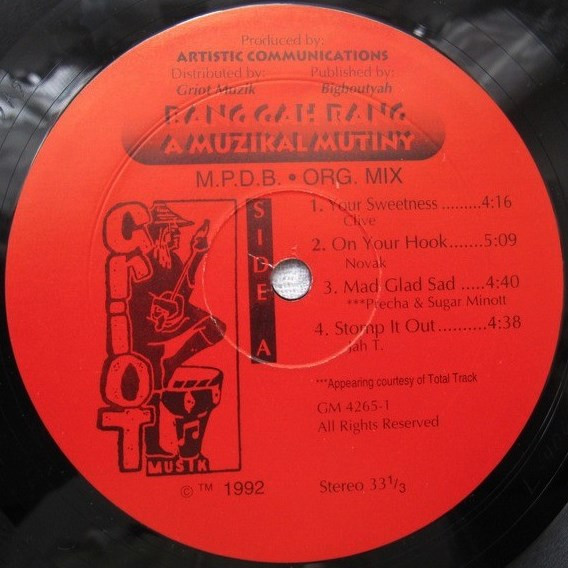 Produced by:
ARTISTIC COMMUNICATIONS
Distributed by: Published by:
Griot Muzik Bigboutyah
BANG GAH BANG
A MUZIKAL MUTINY
M.P.D.B. • ORG. MIX
SIDE A
1. Your Sweetness .........4:16
Clive
2. On Your Hook.......5:09
Novak
3. Mad Glad Sad .....4:40
***Precha & Sugar Minott
4. Stomp It Out ..........4:38
Jah T.
***Appearing courtesy of Total Track
GM 4265-1
All Rights Reserved
GRIOT
MUSIK
© ™ 1992
Stereo 33 1/3